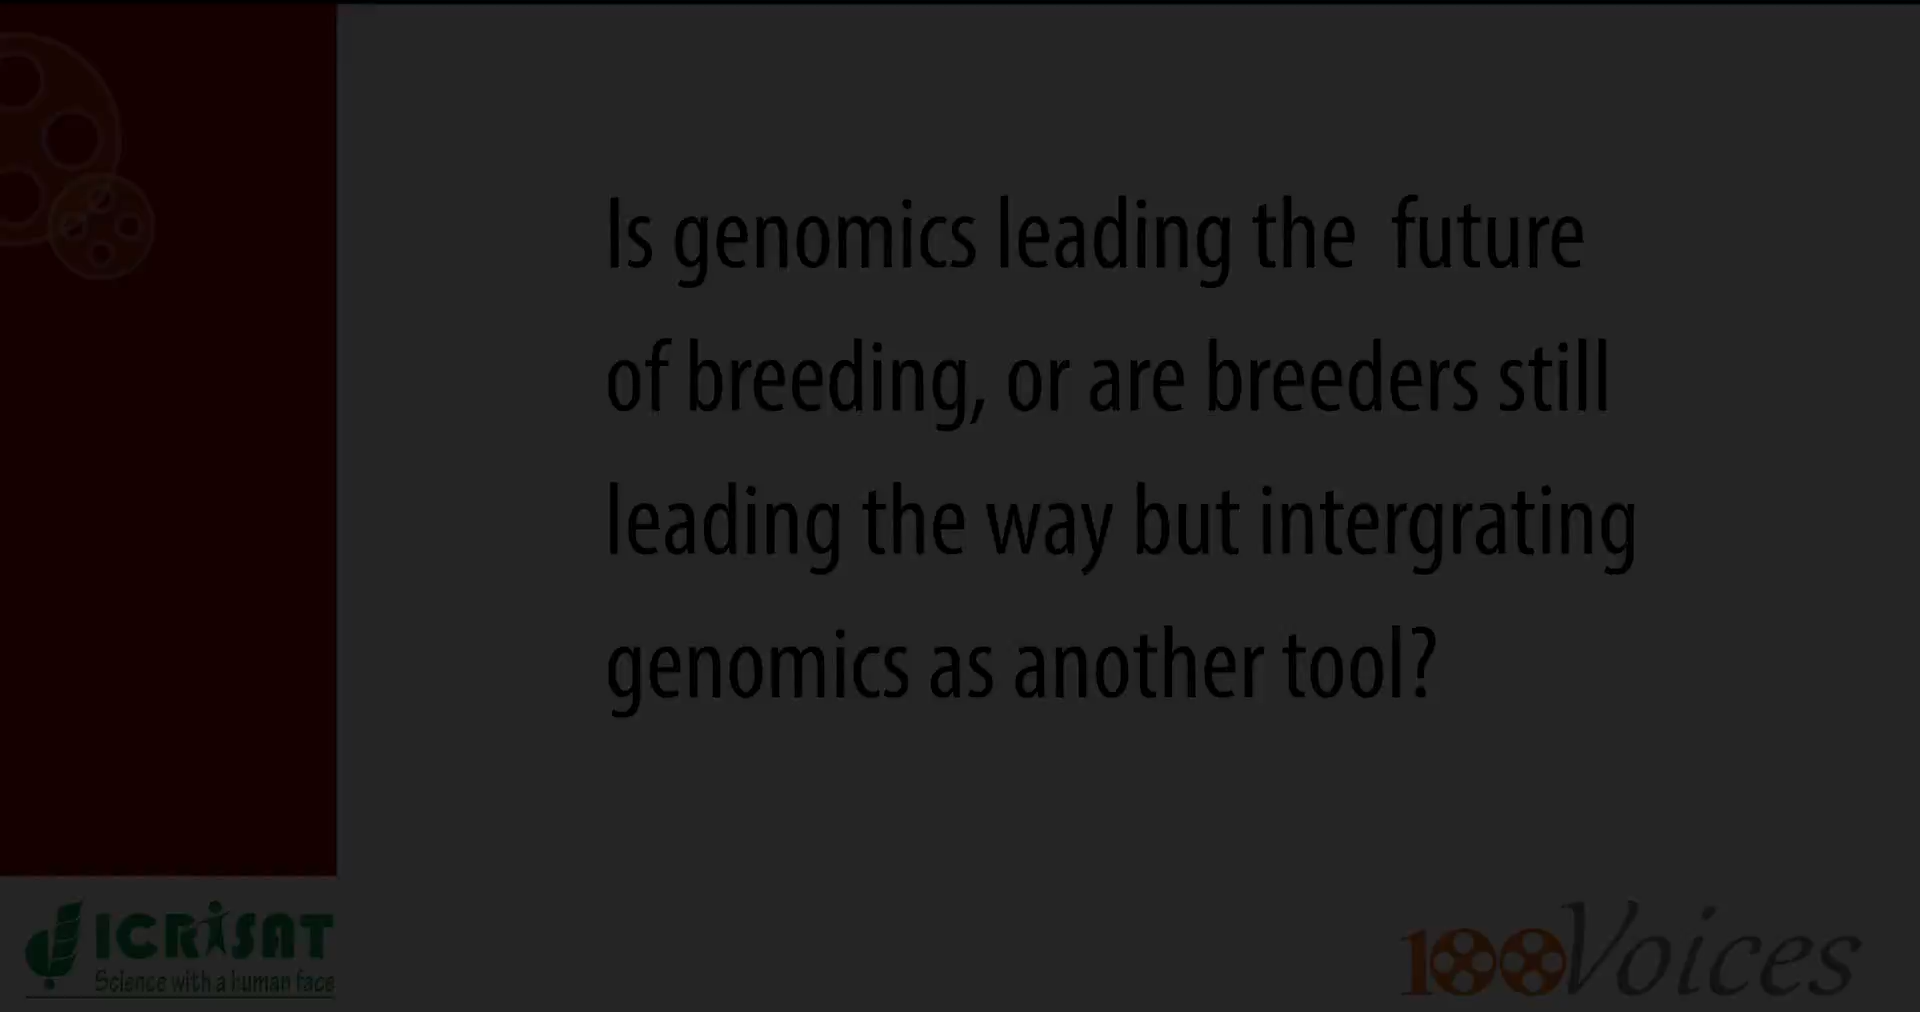 Is genomics leading the future
of breeding, or are breeders still
leading the way but intergrating
genomics as another tool?
ICRISAT
Science with a human face
100Voices